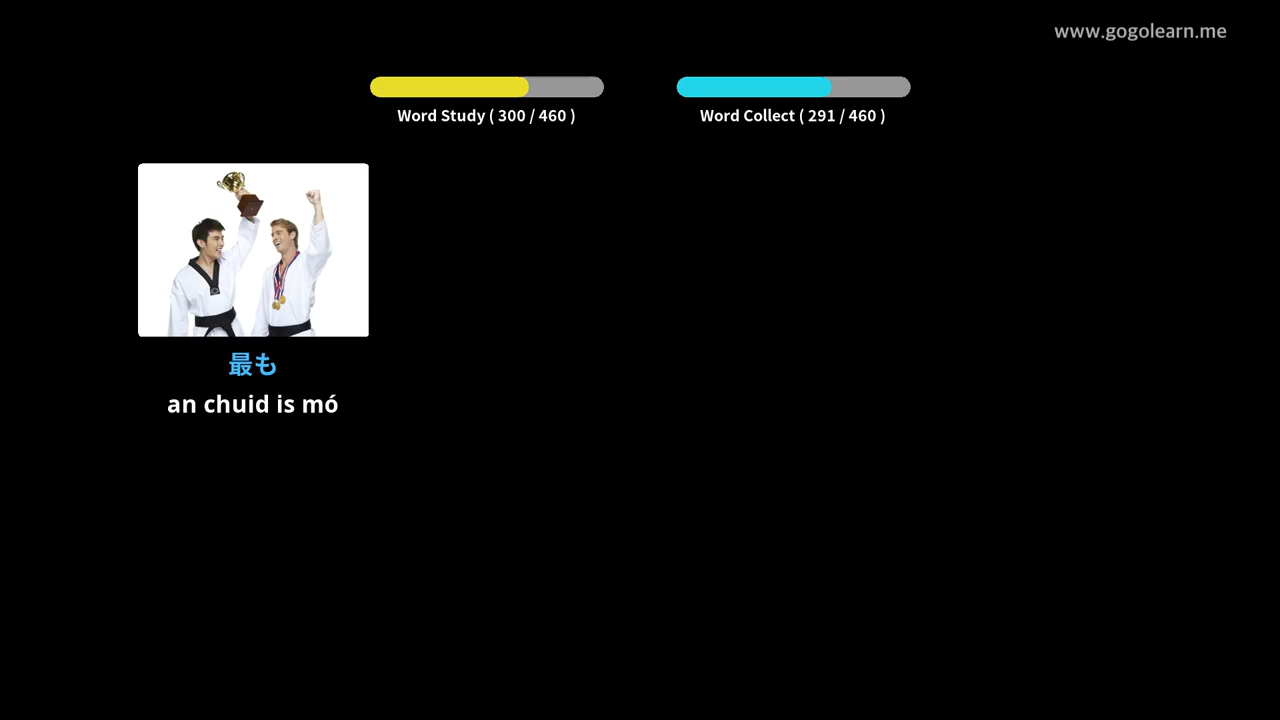 www.gogolearn.me
Word Study ( 300 / 460 )
Word Collect ( 291 / 460 )
最も
an chuid is mó